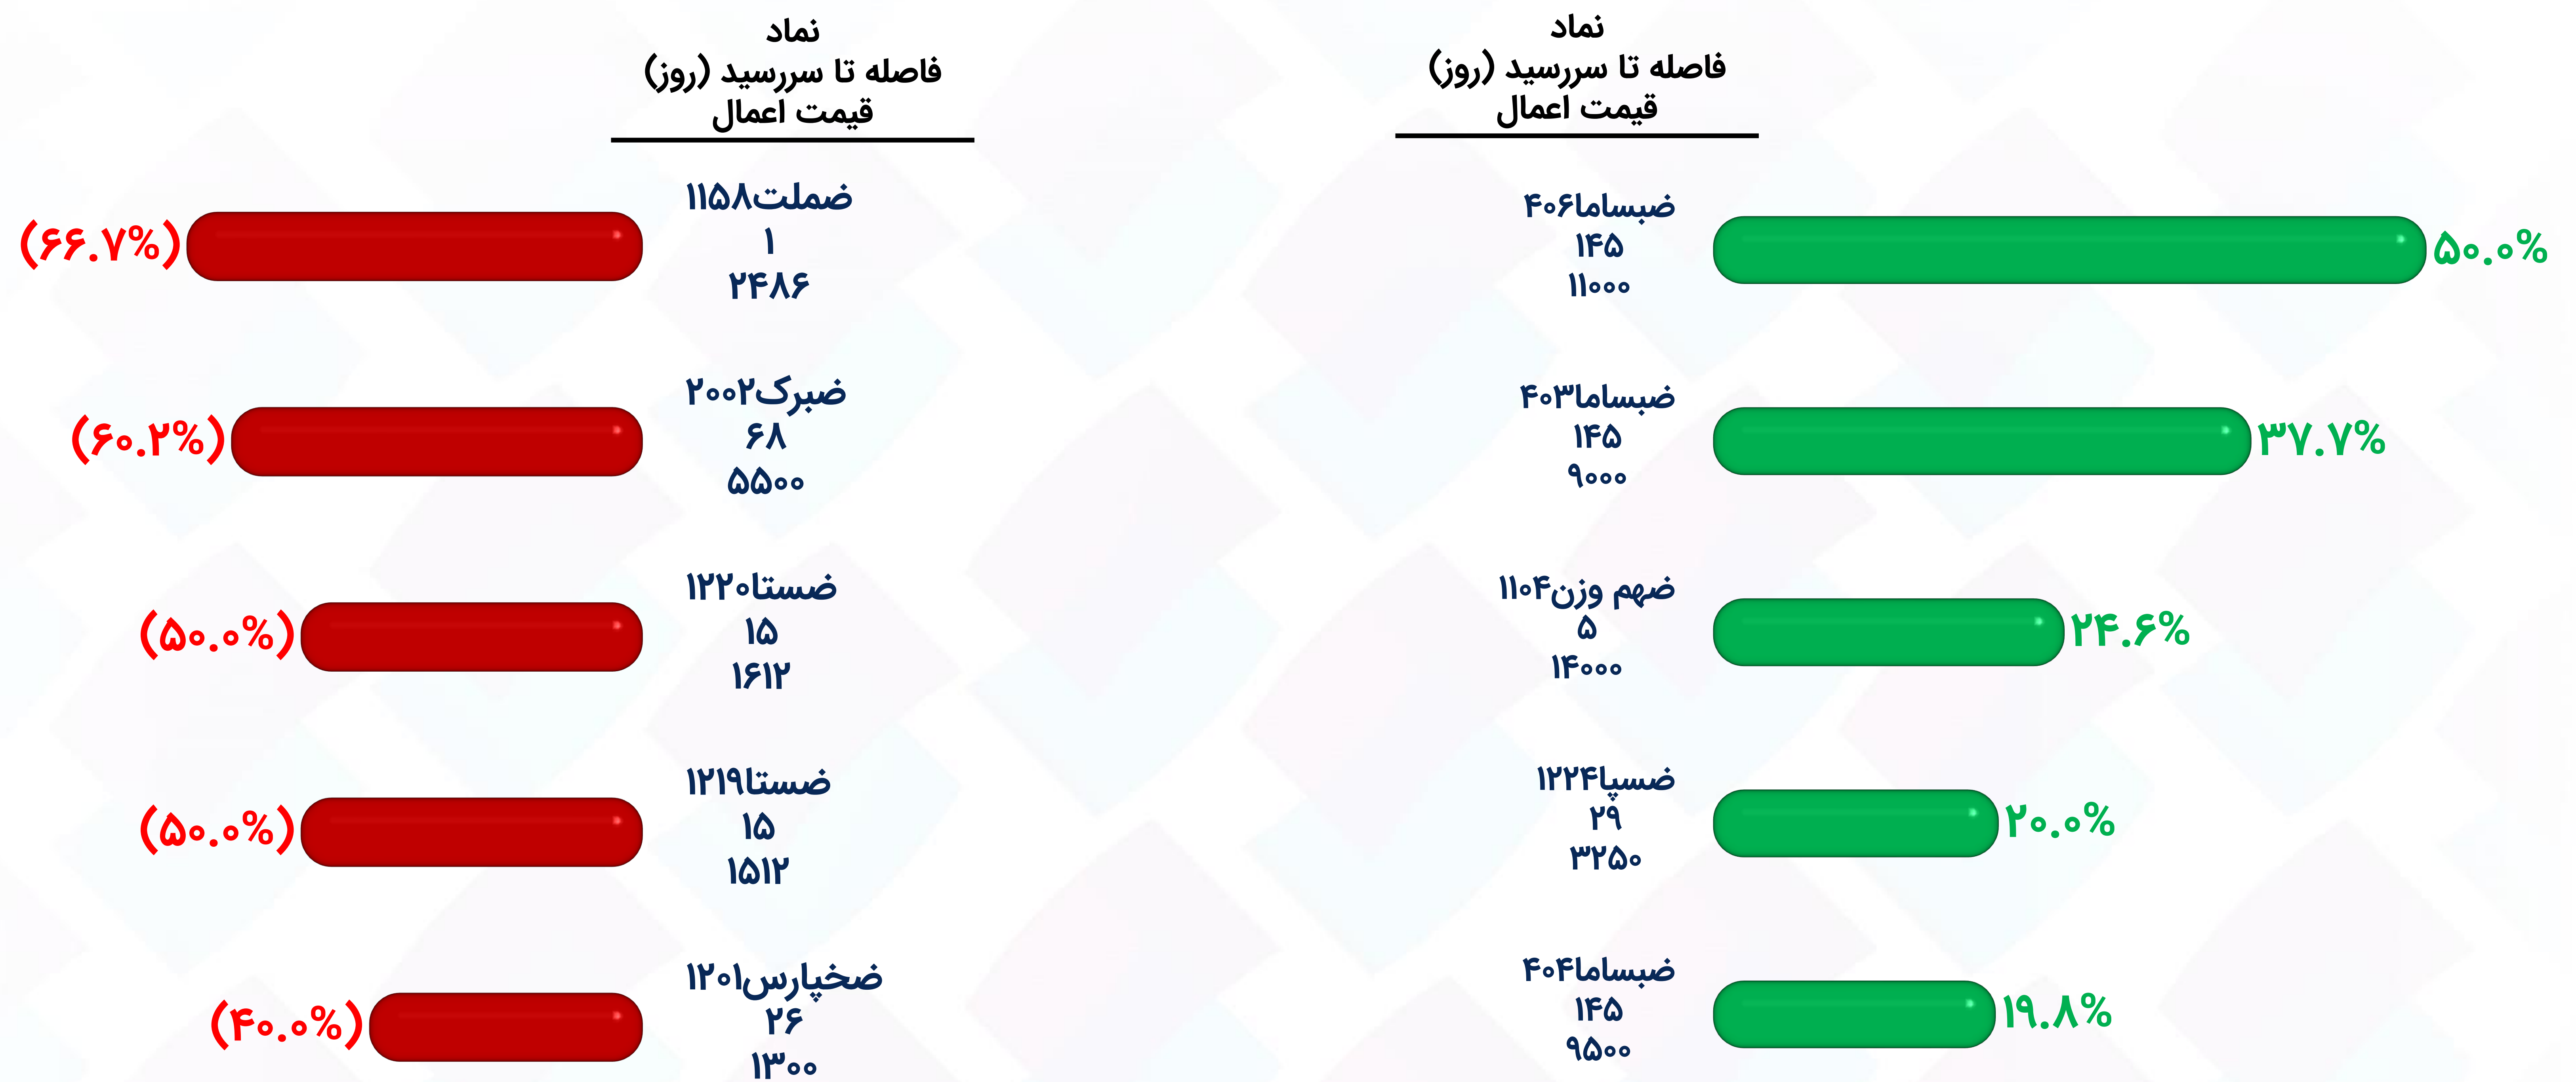 نماد
فاصله تا سررسید (روز)
قیمت اعمال
ضبساما۴۰۶
۱۴۵
۱۱۰۰۰
۵۰.۰%
ضبساما۴۰۳
۱۴۵
۹۰۰۰
۳۷.۷%
ضهم وزن۱۱۰۴
۵
۱۴۰۰۰
۲۴.۶%
ضسپا۱۲۲۴
۲۹
۳۲۵۰
۲۰.۰%
ضبساما۴۰۴
۱۴۵
۹۵۰۰
۱۹.۸%
نماد
فاصله تا سررسید (روز)
قیمت اعمال
ضملت۱۱۵۸
۱
۲۴۸۶
(۶۶.۷%)
ضبرک۲۰۰۲
۶۸
۵۵۰۰
(۶۰.۲%)
ضستا۱۲۲۰
۱۵
۱۶۱۲
(۵۰.۰%)
ضستا۱۲۱۹
۱۵
۱۵۱۲
(۵۰.۰%)
ضخپارس۱۲۰۱
۲۶
۱۳۰۰
(۴۰.۰%)